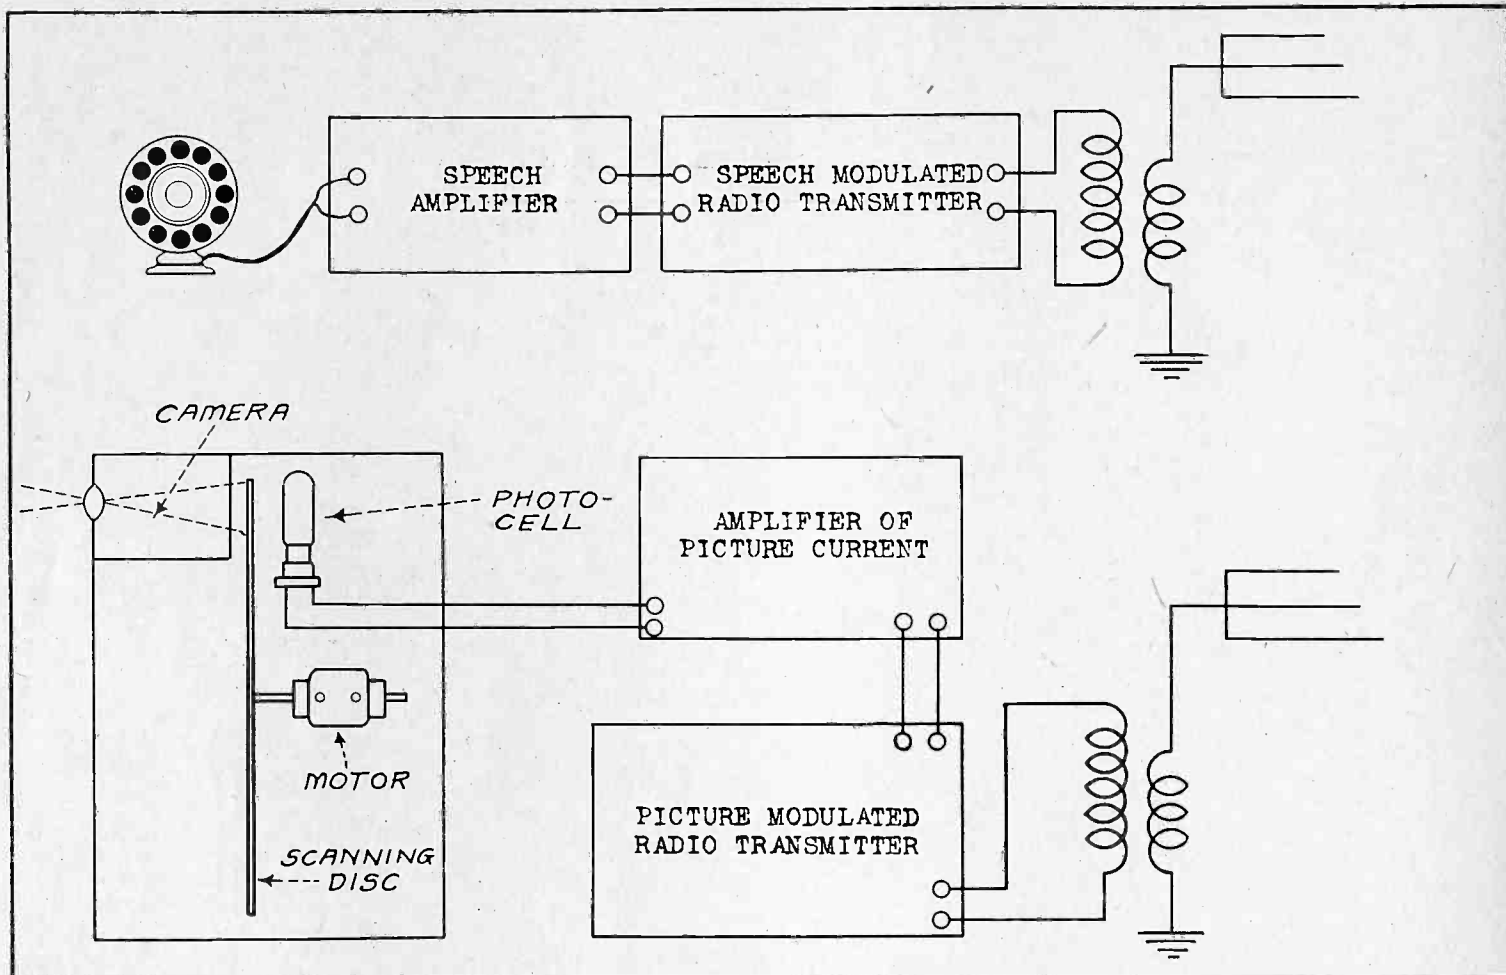 SPEECH
AMPLIFIER
SPEECH MODULATED
RADIO TRANSMITTER
CAMERA
PHOTO-
CELL
AMPLIFIER OF
PICTURE CURRENT
MOTOR
SCANNING
DISC
PICTURE MODULATED
RADIO TRANSMITTER